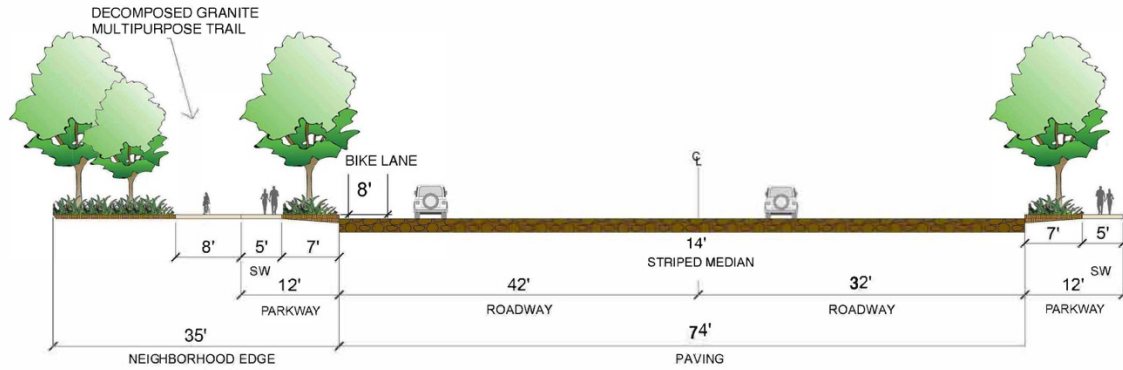 DECOMPOSED GRANITE
MULTIPURPOSE TRAIL
BIKE LANE
8'
℄
14'
STRIPED MEDIAN
8'
5'
7'
7'
5'
SW
SW
12'
42'
32'
12'
PARKWAY
ROADWAY
ROADWAY
PARKWAY
35'
74'
NEIGHBORHOOD EDGE
PAVING